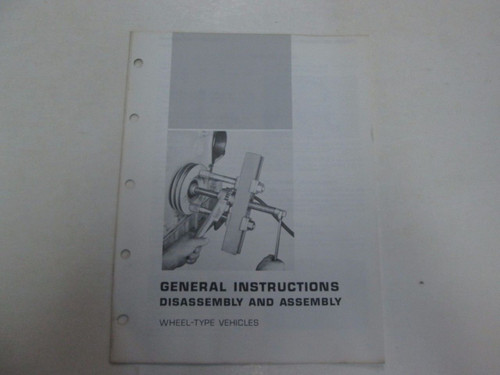 GENERAL INSTRUCTIONS
DISASSEMBLY AND ASSEMBLY
WHEEL-TYPE VEHICLES